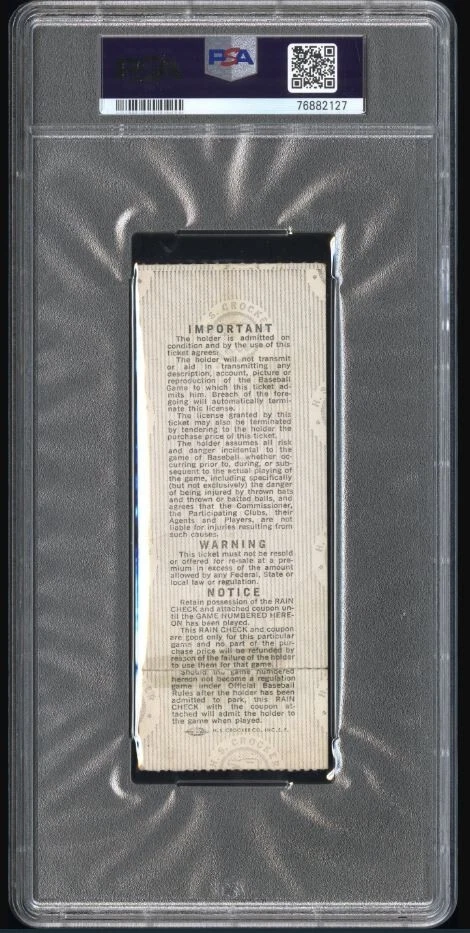 PSA
76882127
S. CROCKE
IMPORTANT
The holder is admitted on
condition and by the use of this
ticket agrees:
The holder will not transmit
or aid in transmitting any
description, account, picture or
reproduction of the Baseball
Game to which this ticket ad-
mits him. Breach of the fore-
going will automatically termi-
nate this license.
The license granted by this
ticket may also be terminated
by tendering to the holder the
purchase price of this ticket.
The holder assumes all risk
and danger incidental to the
game of Baseball whether oc-
curring prior to, during, or sub-
sequent to the actual playing of
the game, including specifically
(but not exclusively) the danger
of being injured by thrown bats
and thrown or batted balls, and
agrees that the Commissioner,
the Participating Clubs, their
Agents and Players, are not
liable for injuries resulting from
such causes.
WARNING
This ticket must not be resold
or offered for re-sale at a pre-
mium in excess of the amount
allowed by any Federal, State or
local law or regulation.
NOTICE
Retain possession of the RAIN
CHECK and attached coupon un-
til the GAME NUMBERED HERE-
ON has been played.
This RAIN CHECK and coupon
are good only for this particular
game and no part of the pur-
chase price will be refunded by
reason of the failure of the holder
to use them for that game.
Should the game numbered
hereon not become a regulation
game under Official Baseball
Rules after the holder has been
admitted to park, this RAIN
CHECK with the coupon at-
tached will admit the holder to
the game when played.
H. S. CROCKER CO., INC. S. F.
H. S. CROCKER